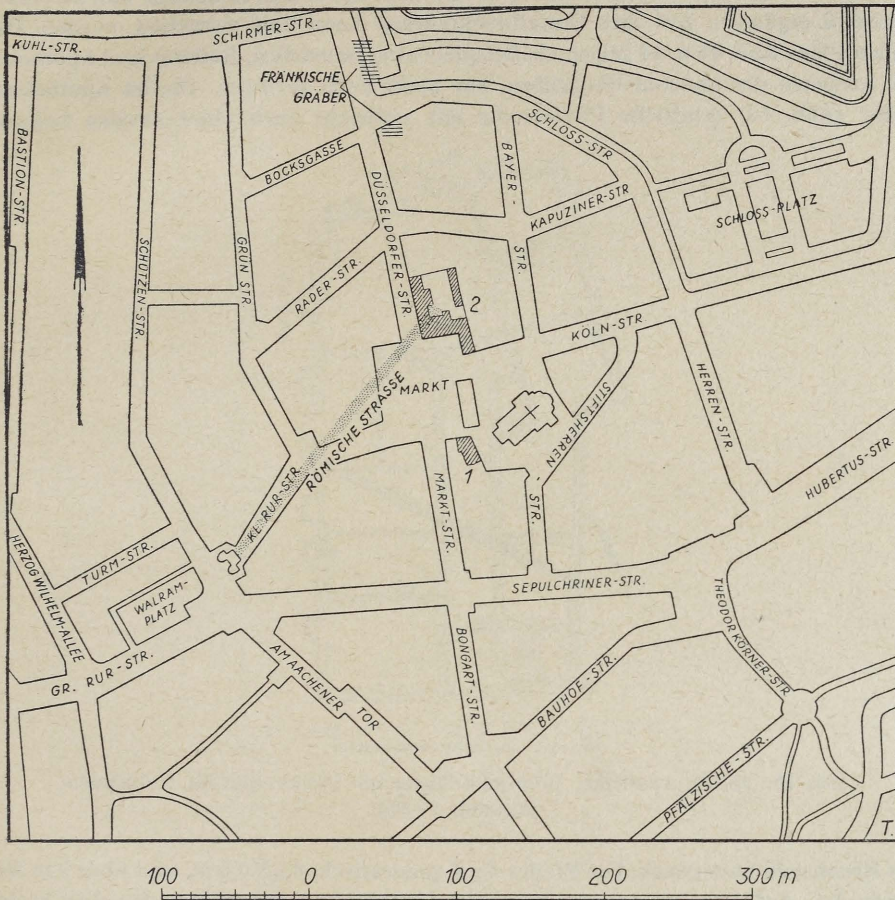 KUHL-STR.
SCHIRMER-STR.
FRÄNKISCHE
GRÄBER
BASTION-STR.
SCHÜTZEN-STR.
GRÜN STR
BOCKSGASSE
DÜSSELDORFER-STR.
RADER-STR.
BAYER-
STR.
SCHLOSS-STR
KAPUZINER-STR
SCHLOSS-PLATZ
2
KÖLN-STR.
MARKT
RÖMISCHE STRASSE
KL. RUR-STR.
1
MARKT-STR.
STIFTSHERREN
-STR.
HERREN-STR.
HUBERTUS-STR.
HERZOG WILHELM-ALLEE
TURM-STR.
WALRAM-
PLATZ
GR. RUR-STR.
SEPULCHRINER-STR.
AM AACHENER TOR
BONGART-STR.
BAUHOF-STR.
THEODOR KÖRNER-STR
PFÄLZISCHE-STR.
T.
100 0 100 200 300 m